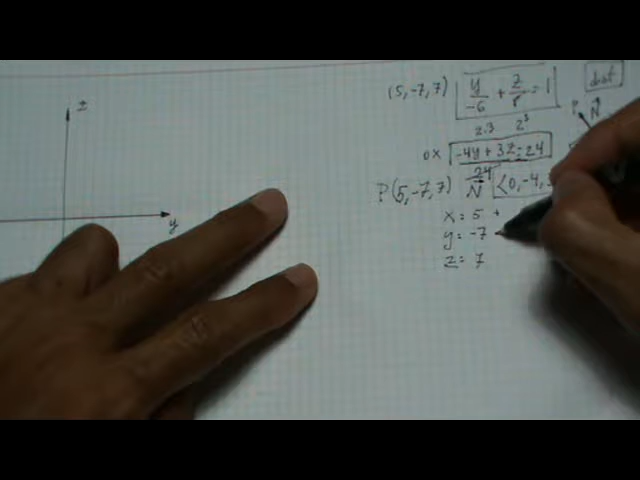 z
y
(5, -7, 7) y/-6 + z/8 = 1
dist
2.3 2³
P N
ox -4y + 3z = 24
24
P(5, -7, 7) N <0, -4,
x = 5 +
y = -7
z = 7